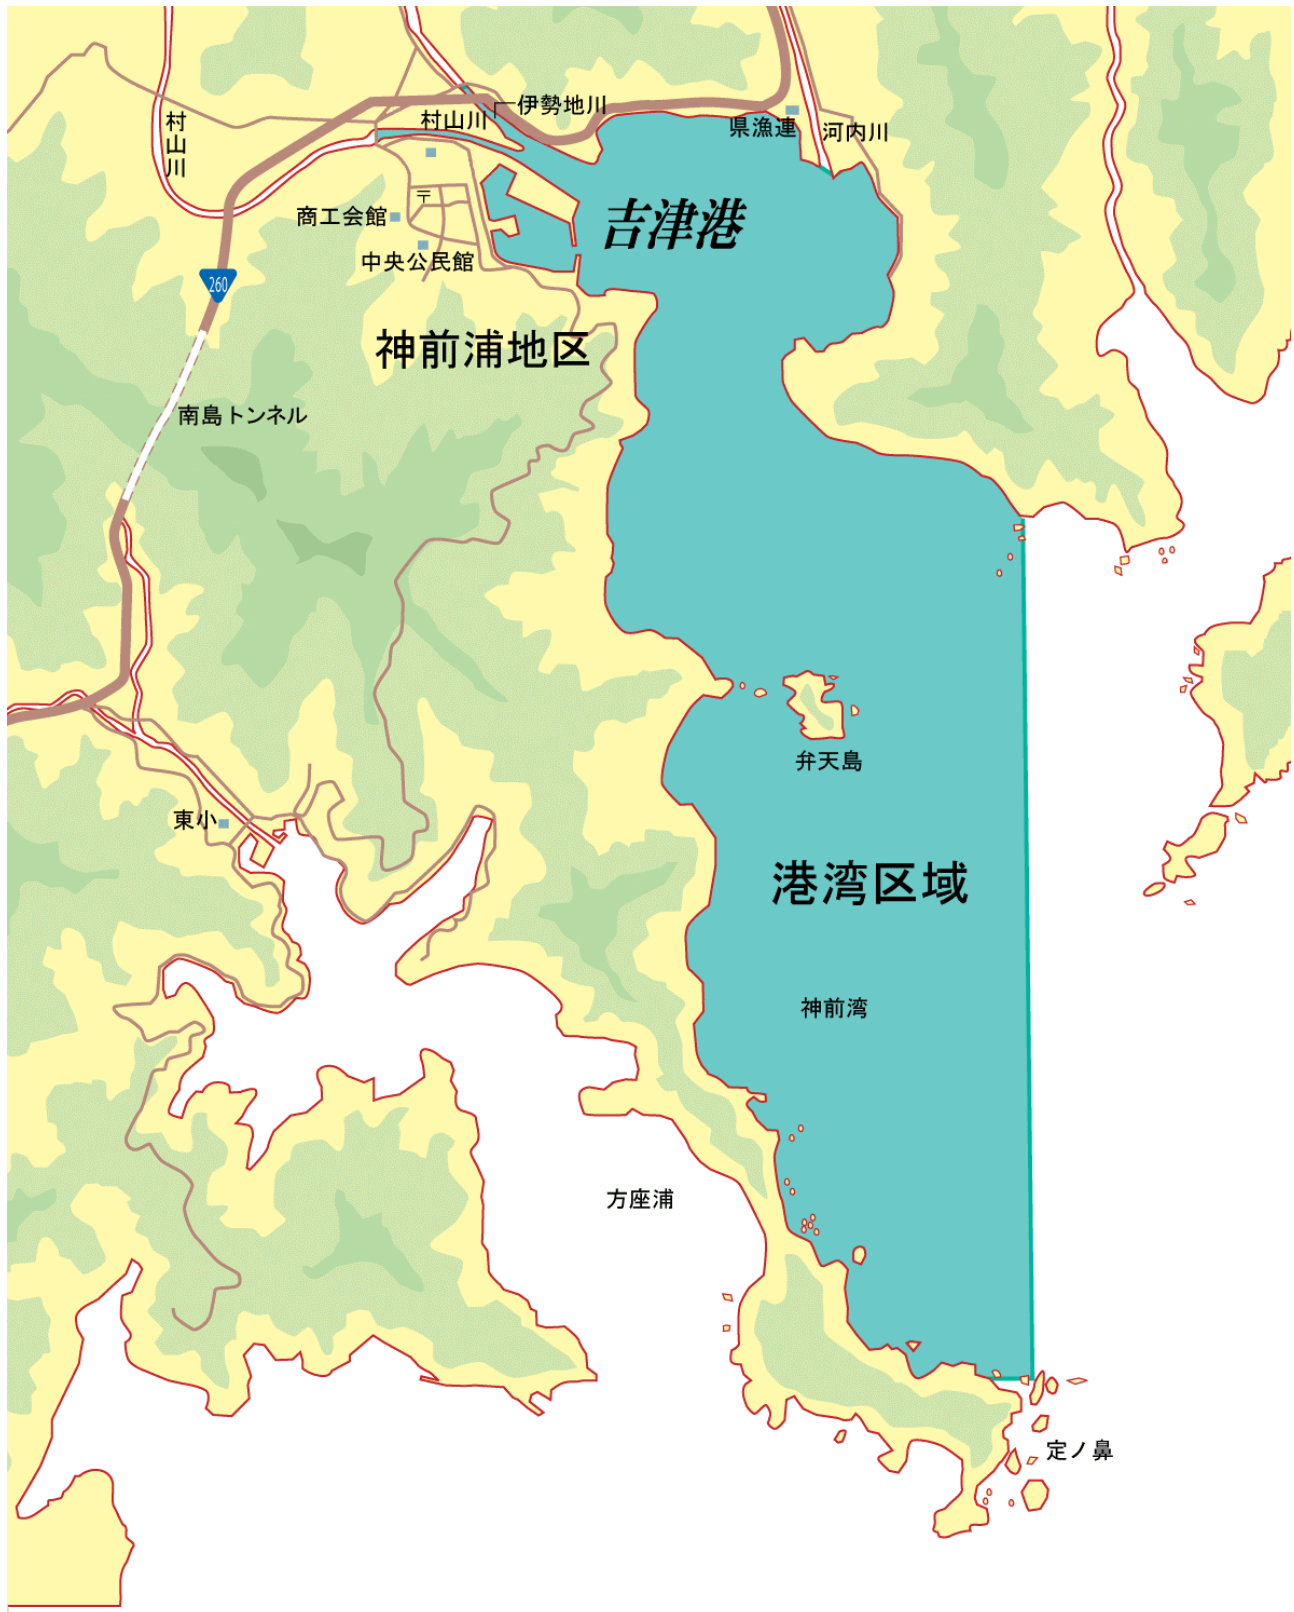 伊勢地川
村山川
県漁連
河内川
村山川
〒
商工会館
吉津港
中央公民館
260
神前浦地区
南島トンネル
弁天島
東小
港湾区域
神前湾
方座浦
定ノ鼻